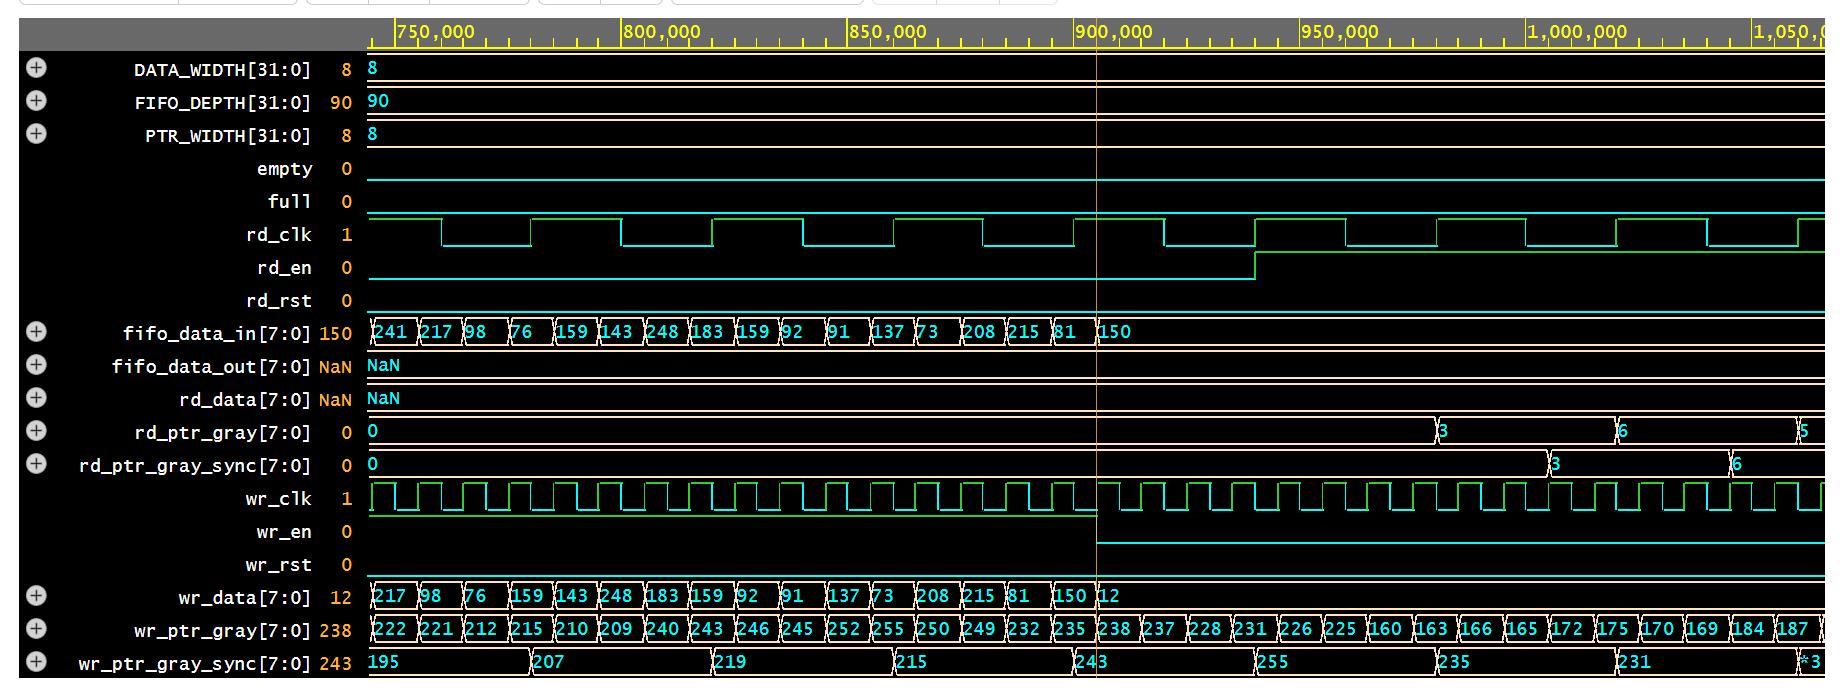 750,000 800,000 850,000 900,000 950,000 1,000,000 1,050,0
DATA_WIDTH[31:0] 8 8
FIFO_DEPTH[31:0] 90 90
PTR_WIDTH[31:0] 8 8
empty 0
full 0
rd_clk 1
rd_en 0
rd_rst 0
fifo_data_in[7:0] 150 241 217 98 76 159 143 248 183 159 92 91 137 73 208 215 81 150
fifo_data_out[7:0] NaN NaN
rd_data[7:0] NaN NaN
rd_ptr_gray[7:0] 0 0 3 6 5
rd_ptr_gray_sync[7:0] 0 0 3 6
wr_clk 1
wr_en 0
wr_rst 0
wr_data[7:0] 12 217 98 76 159 143 248 183 159 92 91 137 73 208 215 81 150 12
wr_ptr_gray[7:0] 238 222 221 212 215 210 209 240 243 246 245 252 255 250 249 232 235 238 237 228 231 226 225 160 163 166 165 172 175 170 169 184 187
wr_ptr_gray_sync[7:0] 243 195 207 219 215 243 255 235 231 *3